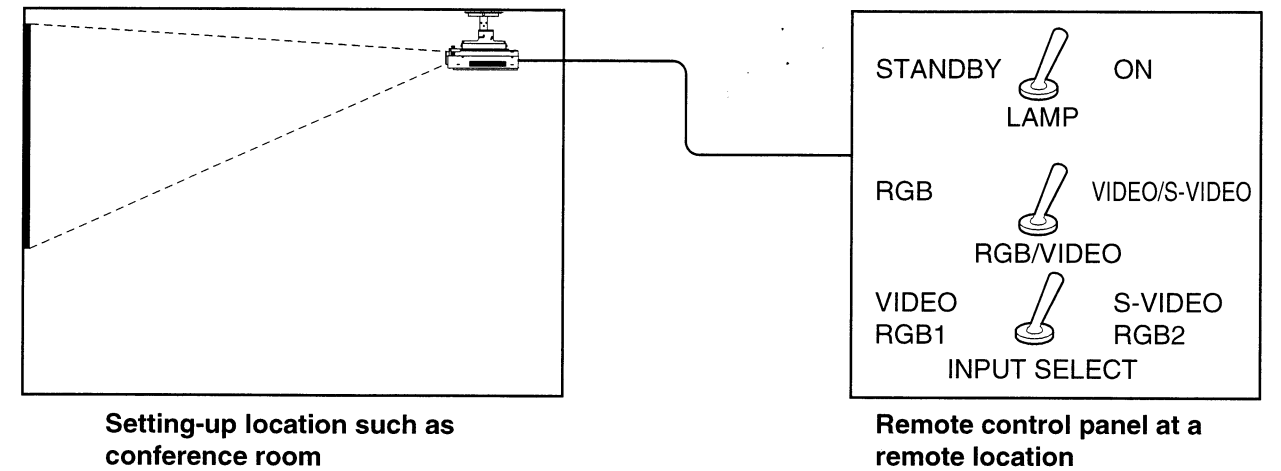 STANDBY ON
LAMP
RGB VIDEO/S-VIDEO
RGB/VIDEO
VIDEO S-VIDEO
RGB1 RGB2
INPUT SELECT
Setting-up location such as
conference room
Remote control panel at a
remote location